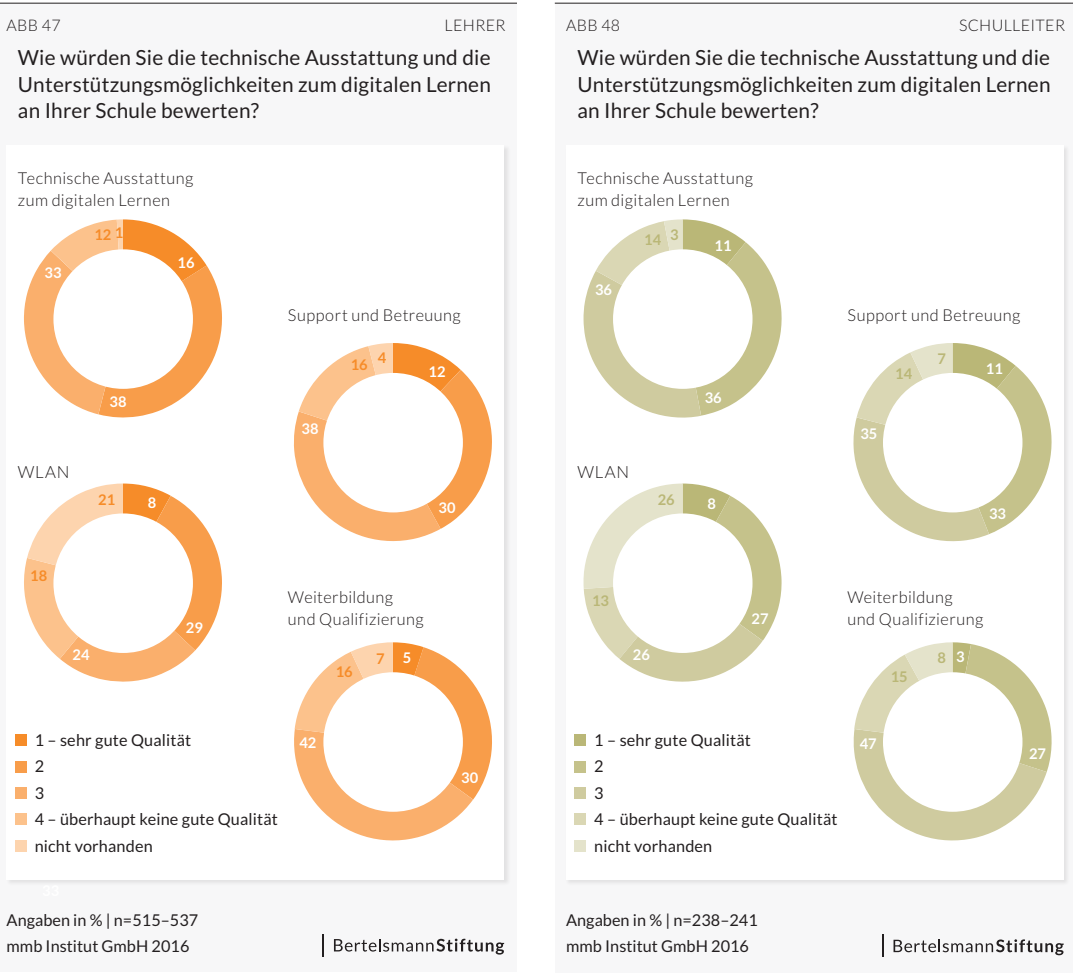 ABB 47
LEHRER
Wie würden Sie die technische Ausstattung und die
Unterstützungsmöglichkeiten zum digitalen Lernen
an Ihrer Schule bewerten?
Technische Ausstattung
zum digitalen Lernen
12 1
16
33
38
Support und Betreuung
16 4
12
38
30
WLAN
21 8
18
29
24
Weiterbildung
und Qualifizierung
7 5
16
42
30
1 – sehr gute Qualität
2
3
4 – überhaupt keine gute Qualität
nicht vorhanden
33
Angaben in % | n=515–537
mmb Institut GmbH 2016
BertelsmannStiftung
ABB 48
SCHULLEITER
Wie würden Sie die technische Ausstattung und die
Unterstützungsmöglichkeiten zum digitalen Lernen
an Ihrer Schule bewerten?
Technische Ausstattung
zum digitalen Lernen
14 3
11
36
36
Support und Betreuung
7
14
11
35
33
WLAN
26 8
13
27
26
Weiterbildung
und Qualifizierung
8 3
15
47
27
1 – sehr gute Qualität
2
3
4 – überhaupt keine gute Qualität
nicht vorhanden
Angaben in % | n=238–241
mmb Institut GmbH 2016
BertelsmannStiftung